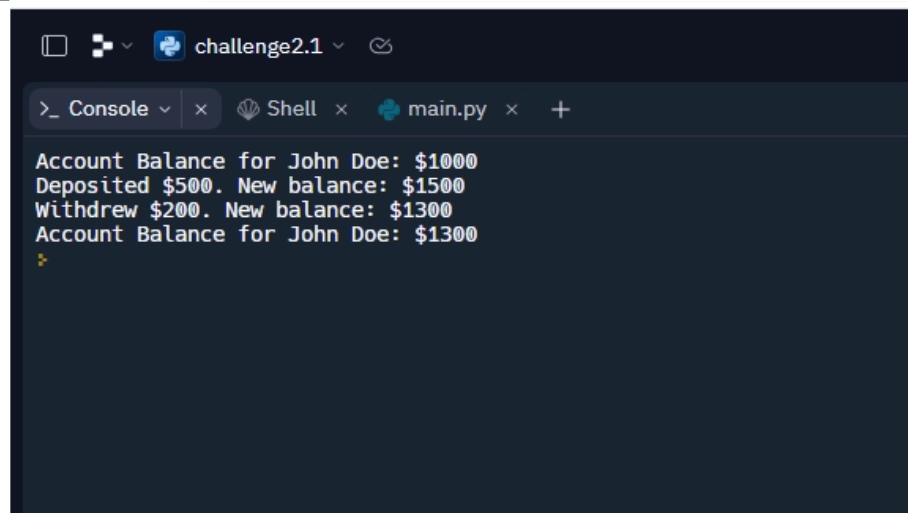 challenge2.1
>_ Console Shell main.py
Account Balance for John Doe: $1000
Deposited $500. New balance: $1500
Withdrew $200. New balance: $1300
Account Balance for John Doe: $1300